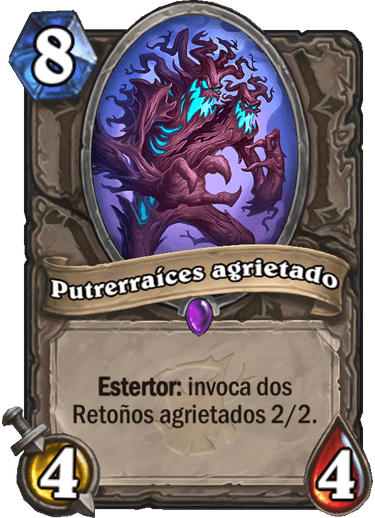 8
Putrerraíces agrietado
Estertor: invoca dos
Retoños agrietados 2/2.
4
4